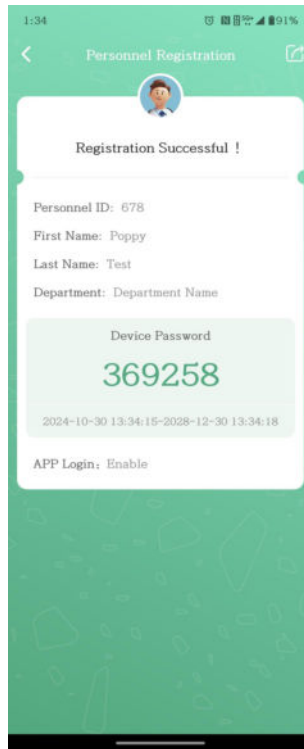 1:34
91%
Personnel Registration
Registration Successful !
Personnel ID: 678
First Name: Poppy
Last Name: Test
Department: Department Name
Device Password
369258
2024-10-30 13:34:15-2028-12-30 13:34:18
APP Login: Enable